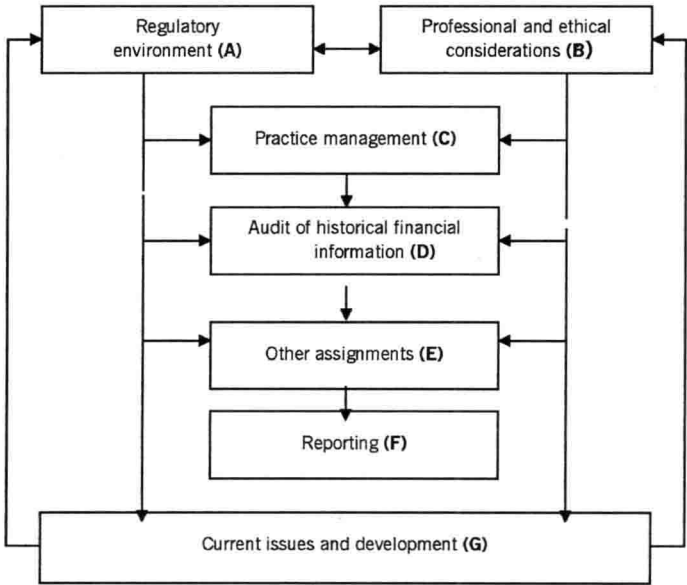 Regulatory
environment (A)
Professional and ethical
considerations (B)
Practice management (C)
Audit of historical financial
information (D)
Other assignments (E)
Reporting (F)
Current issues and development (G)